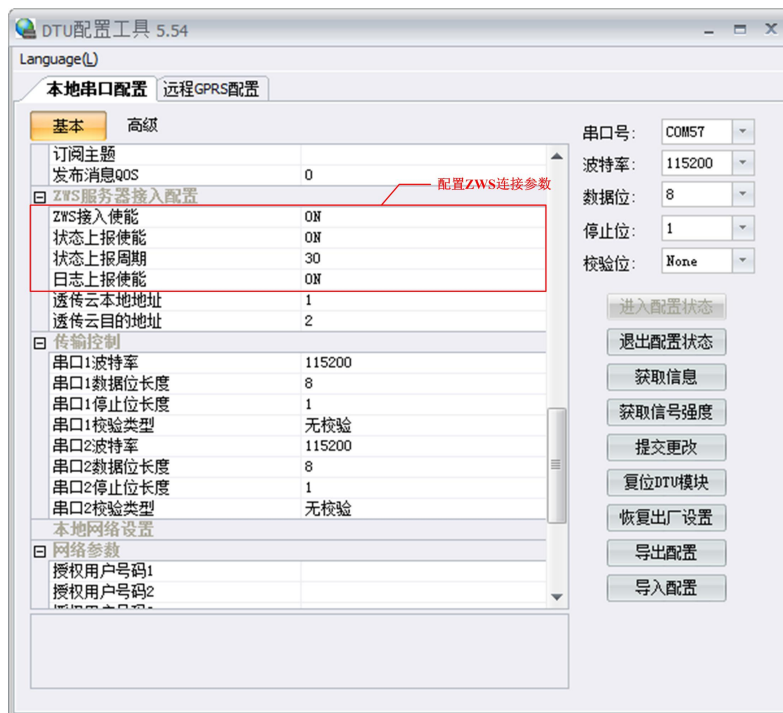 DTU配置工具 5.54
Language(L)
本地串口配置 远程GPRS配置
基本 高级
订阅主题
发布消息QOS 0
ZWS服务器接入配置
配置ZWS连接参数
ZWS接入使能 ON
状态上报使能 ON
状态上报周期 30
日志上报使能 ON
透传云本地地址 1
透传云目的地址 2
传输控制
串口1波特率 115200
串口1数据位长度 8
串口1停止位长度 1
串口1校验类型 无校验
串口2波特率 115200
串口2数据位长度 8
串口2停止位长度 1
串口2校验类型 无校验
本地网络设置
网络参数
授权用户号码1
授权用户号码2
串口号: COM57
波特率: 115200
数据位: 8
停止位: 1
校验位: None
进入配置状态
退出配置状态
获取信息
获取信号强度
提交更改
复位DTU模块
恢复出厂设置
导出配置
导入配置